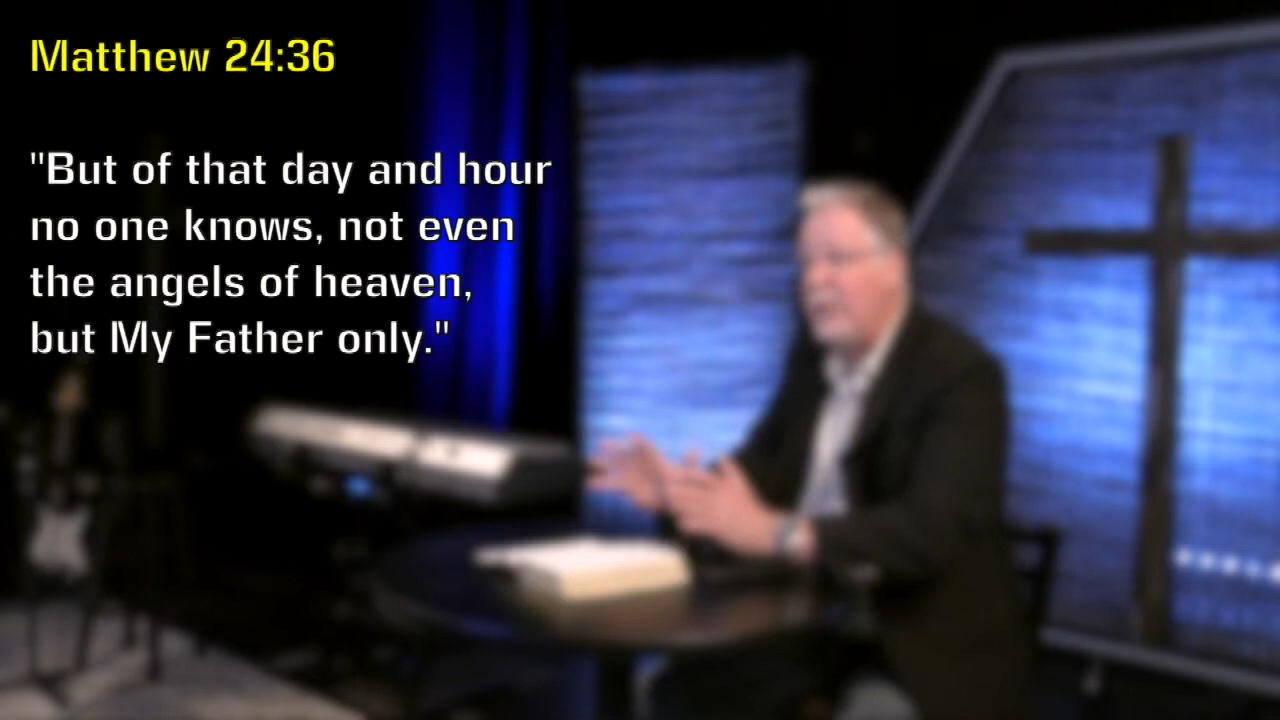 Matthew 24:36
"But of that day and hour
no one knows, not even
the angels of heaven,
but My Father only."